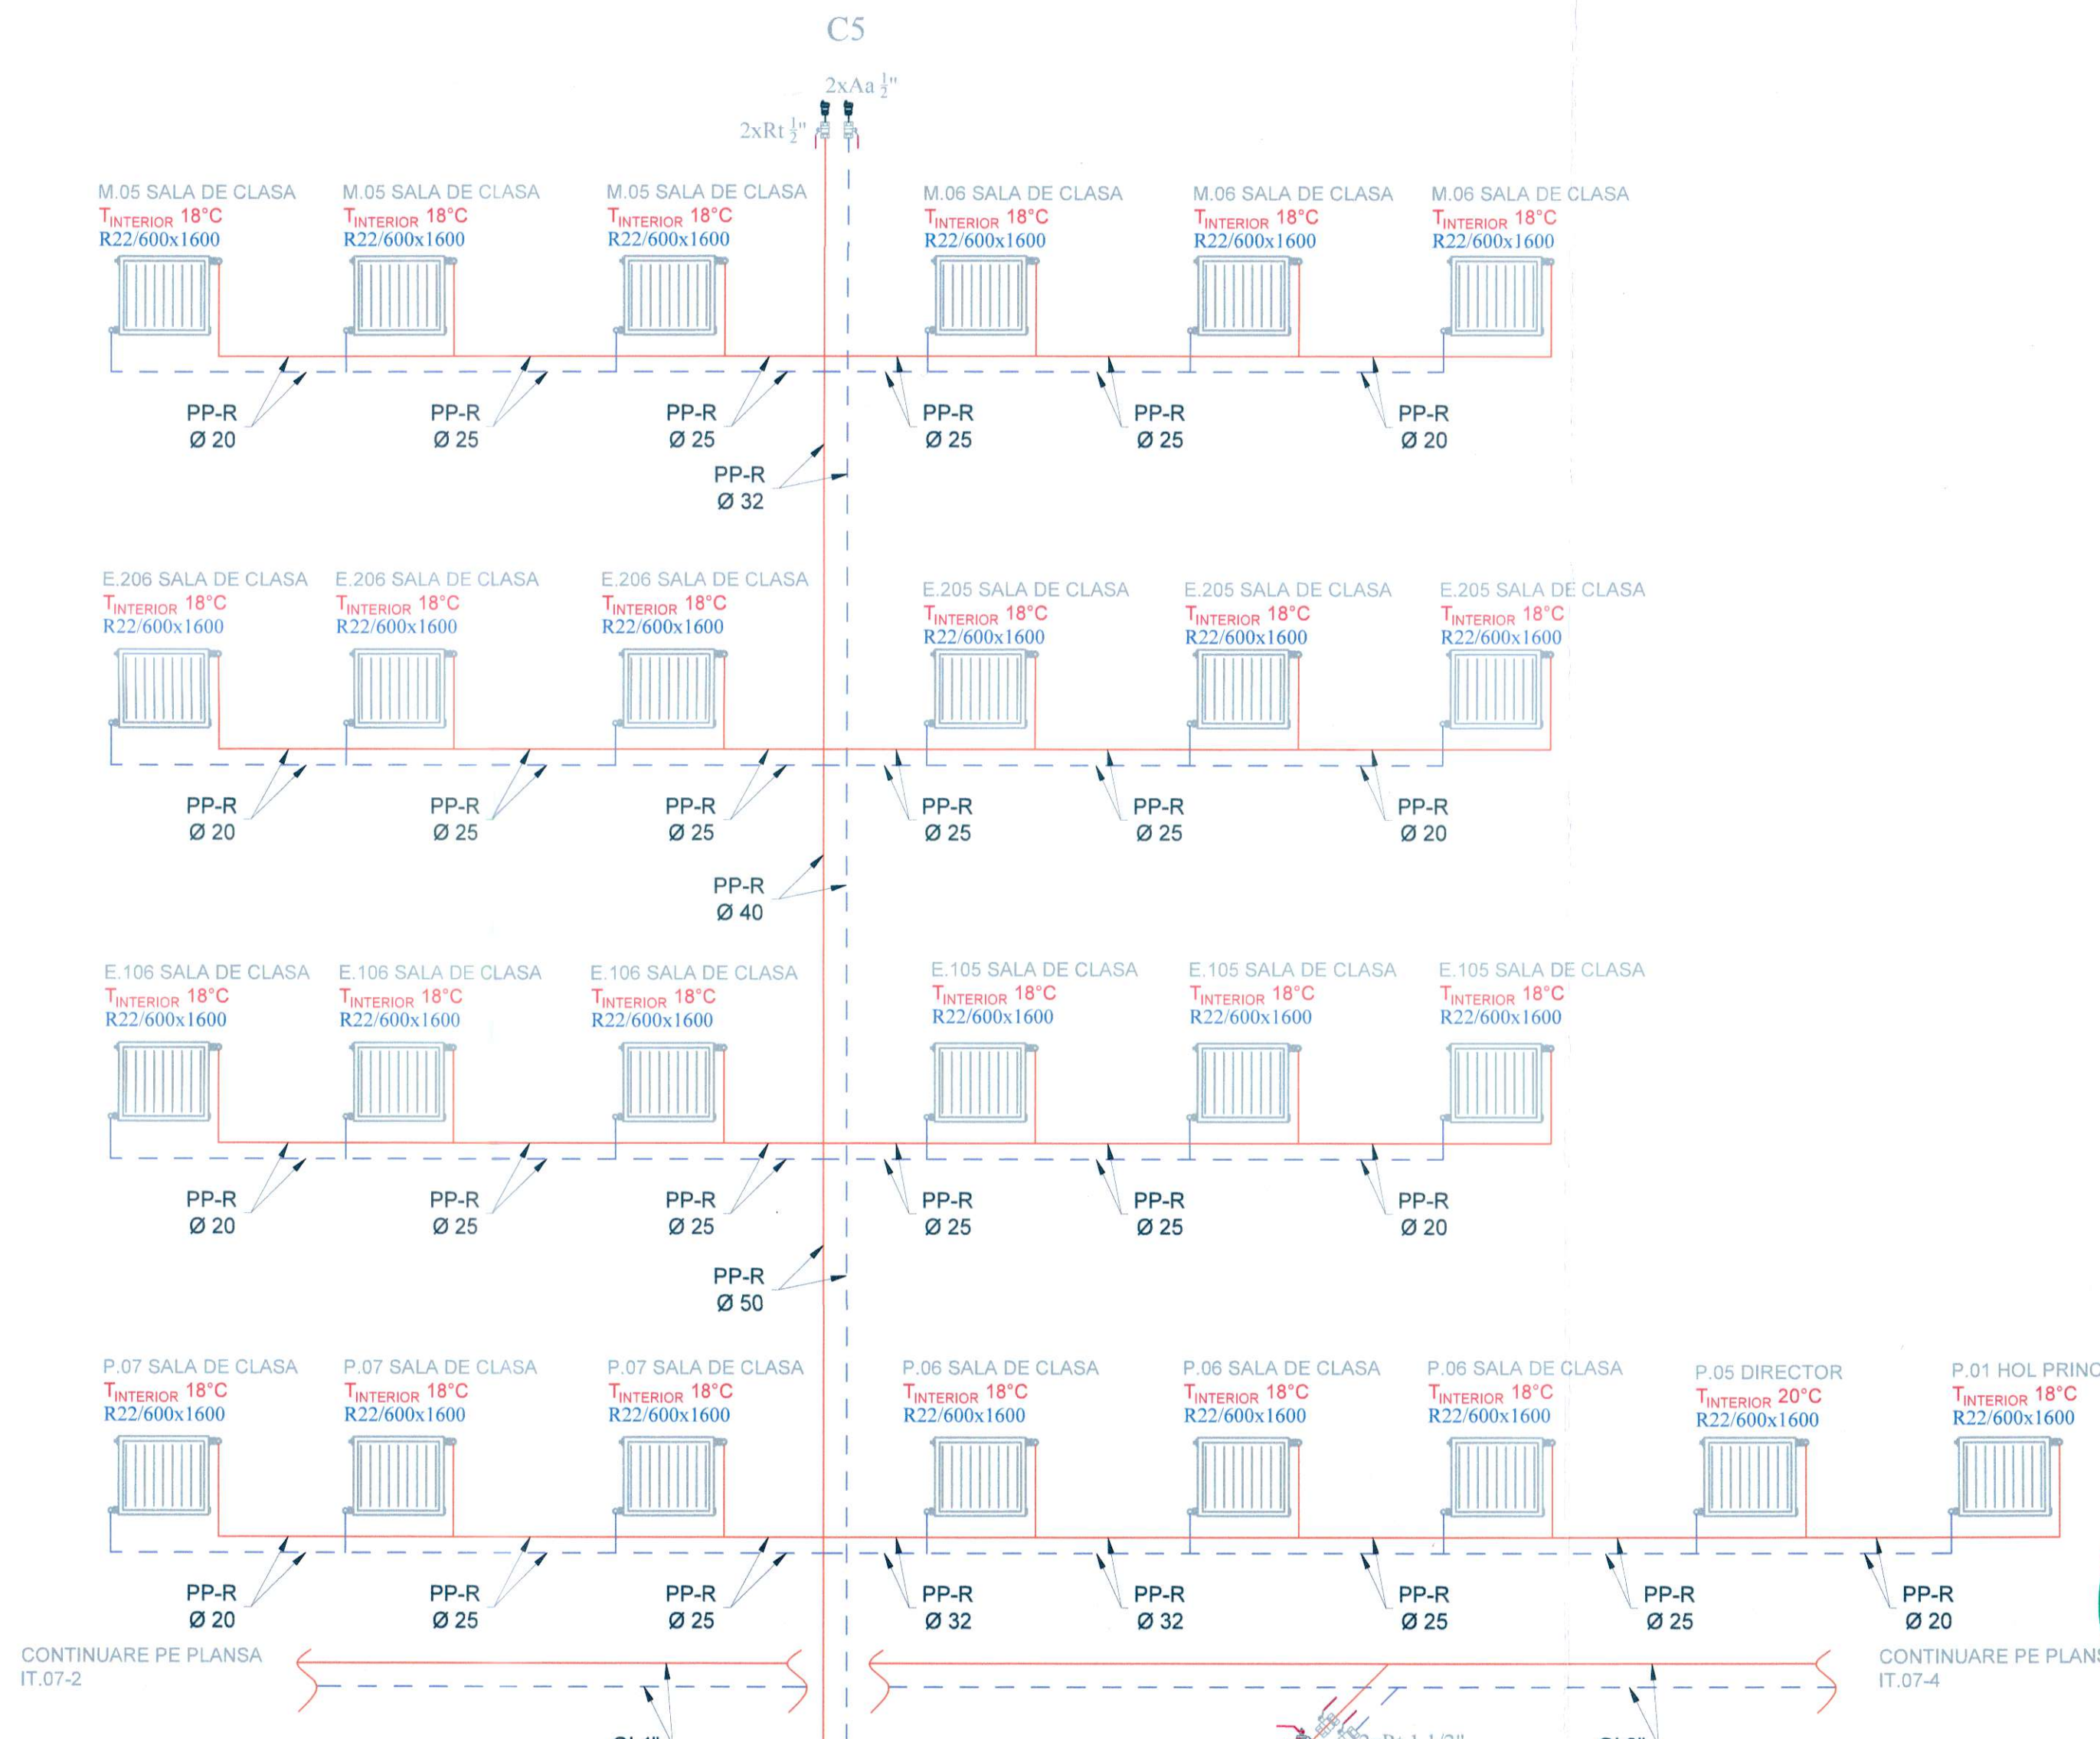 C5
2xAa 1/2"
2xRt 1/2"
M.05 SALA DE CLASA
TINTERIOR 18°C
R22/600x1600
M.05 SALA DE CLASA
TINTERIOR 18°C
R22/600x1600
M.05 SALA DE CLASA
TINTERIOR 18°C
R22/600x1600
M.06 SALA DE CLASA
TINTERIOR 18°C
R22/600x1600
M.06 SALA DE CLASA
TINTERIOR 18°C
R22/600x1600
M.06 SALA DE CLASA
TINTERIOR 18°C
R22/600x1600
PP-R
Ø 20
PP-R
Ø 25
PP-R
Ø 25
PP-R
Ø 25
PP-R
Ø 25
PP-R
Ø 20
PP-R
Ø 32
E.206 SALA DE CLASA
TINTERIOR 18°C
R22/600x1600
E.206 SALA DE CLASA
TINTERIOR 18°C
R22/600x1600
E.206 SALA DE CLASA
TINTERIOR 18°C
R22/600x1600
E.205 SALA DE CLASA
TINTERIOR 18°C
R22/600x1600
E.205 SALA DE CLASA
TINTERIOR 18°C
R22/600x1600
E.205 SALA DE CLASA
TINTERIOR 18°C
R22/600x1600
PP-R
Ø 20
PP-R
Ø 25
PP-R
Ø 25
PP-R
Ø 25
PP-R
Ø 25
PP-R
Ø 20
PP-R
Ø 40
E.106 SALA DE CLASA
TINTERIOR 18°C
R22/600x1600
E.106 SALA DE CLASA
TINTERIOR 18°C
R22/600x1600
E.106 SALA DE CLASA
TINTERIOR 18°C
R22/600x1600
E.105 SALA DE CLASA
TINTERIOR 18°C
R22/600x1600
E.105 SALA DE CLASA
TINTERIOR 18°C
R22/600x1600
E.105 SALA DE CLASA
TINTERIOR 18°C
R22/600x1600
PP-R
Ø 20
PP-R
Ø 25
PP-R
Ø 25
PP-R
Ø 25
PP-R
Ø 25
PP-R
Ø 20
PP-R
Ø 50
P.07 SALA DE CLASA
TINTERIOR 18°C
R22/600x1600
P.07 SALA DE CLASA
TINTERIOR 18°C
R22/600x1600
P.07 SALA DE CLASA
TINTERIOR 18°C
R22/600x1600
P.06 SALA DE CLASA
TINTERIOR 18°C
R22/600x1600
P.06 SALA DE CLASA
TINTERIOR 18°C
R22/600x1600
P.06 SALA DE CLASA
TINTERIOR 18°C
R22/600x1600
P.05 DIRECTOR
TINTERIOR 20°C
R22/600x1600
P.01 HOL PRINC
TINTERIOR 18°C
R22/600x1600
PP-R
Ø 20
PP-R
Ø 25
PP-R
Ø 25
PP-R
Ø 32
PP-R
Ø 32
PP-R
Ø 25
PP-R
Ø 25
PP-R
Ø 20
CONTINUARE PE PLANSA
IT.07-2
CONTINUARE PE PLANS
IT.07-4